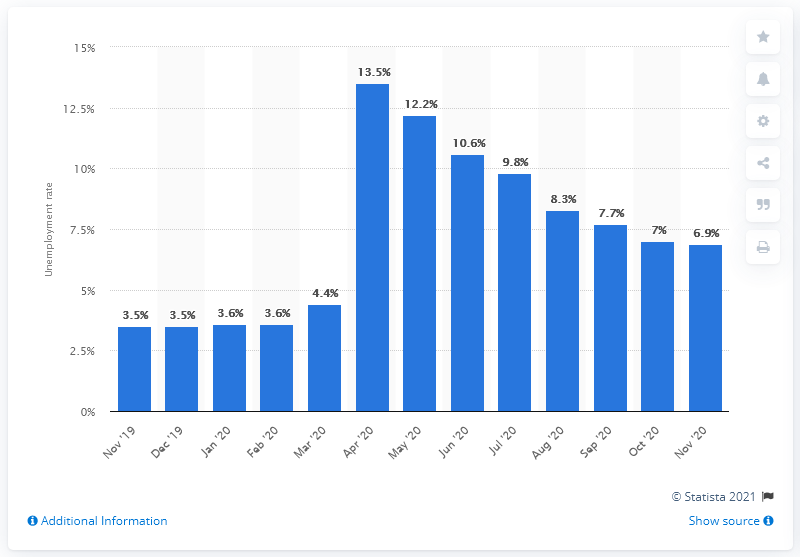 15%
12.5%
10%
7.5%
5%
2.5%
0%
Unemployment rate
3.5%
3.5%
3.6%
3.6%
4.4%
13.5%
12.2%
10.6%
9.8%
8.3%
7.7%
7%
6.9%
Nov '19
Dec '19
Jan '20
Feb '20
Mar '20
Apr '20
May '20
Jun '20
Jul '20
Aug '20
Sep '20
Oct '20
Nov '20
© Statista 2021
Additional Information
Show source